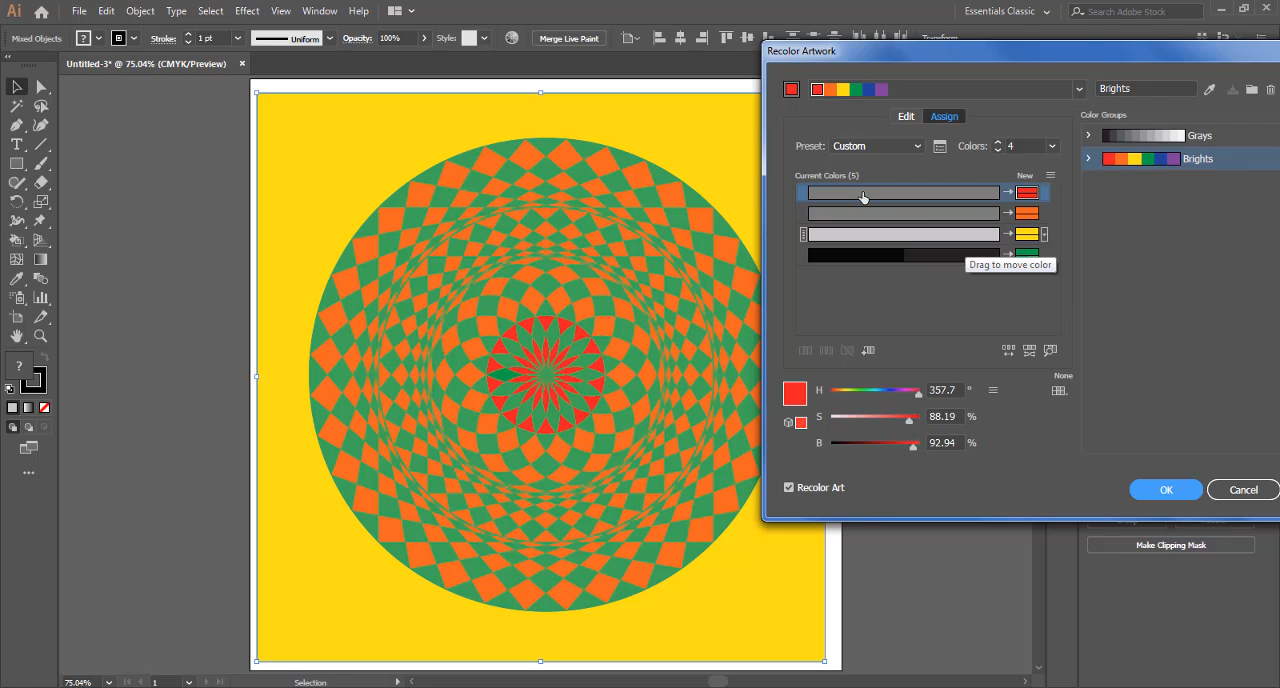 Ai File Edit Object Type Select Effect View Window Help Essentials Classic Search Adobe Stock
Mixed Objects ? Stroke: 1 pt Uniform Opacity: 100% Style: Merge Live Paint Transform
Untitled-3* @ 75.04% (CMYK/Preview) ×
Recolor Artwork
Brights
Color Groups
Edit Assign
Grays
Preset: Custom Colors: 4
Brights
Current Colors (5) New
Drag to move color
None
H 357.7 °
S 88.19 %
B 92.94 %
?
Recolor Art
OK Cancel
Make Clipping Mask
75.04% 1 Selection